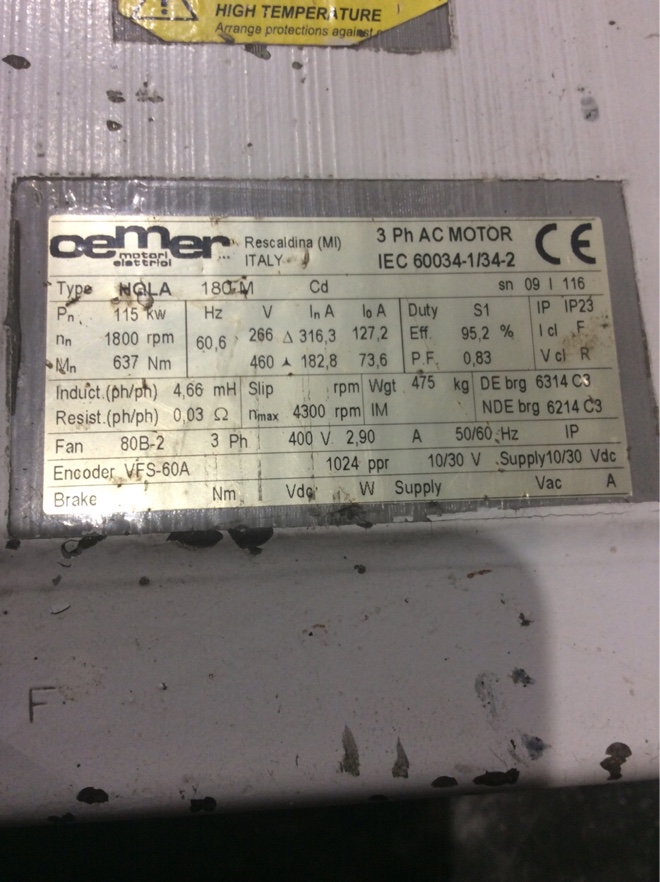 HIGH TEMPERATURE
Arrange protections against
cemer motori elettrici Rescaldina (MI) ITALY
3 Ph AC MOTOR
IEC 60034-1/34-2
CE
Type HQLA 180 M Cd sn 09 I 116
Pn 115 kw Hz V In A Io A Duty S1 IP IP23
nn 1800 rpm 60,6 266 Δ 316,3 127,2 Eff. 95,2 % I cl F
Mn 637 Nm 460 ⋏ 182,8 73,6 P.F. 0,83 V cl R
Induct.(ph/ph) 4,66 mH Slip rpm Wgt 475 kg DE brg 6314 C3
Resist.(ph/ph) 0,03 Ω nmax 4300 rpm IM NDE brg 6214 C3
Fan 80B-2 3 Ph 400 V 2,90 A 50/60 Hz IP
Encoder VFS-60A 1024 ppr 10/30 V Supply10/30 Vdc
Brake Nm Vdc W Supply Vac A
F